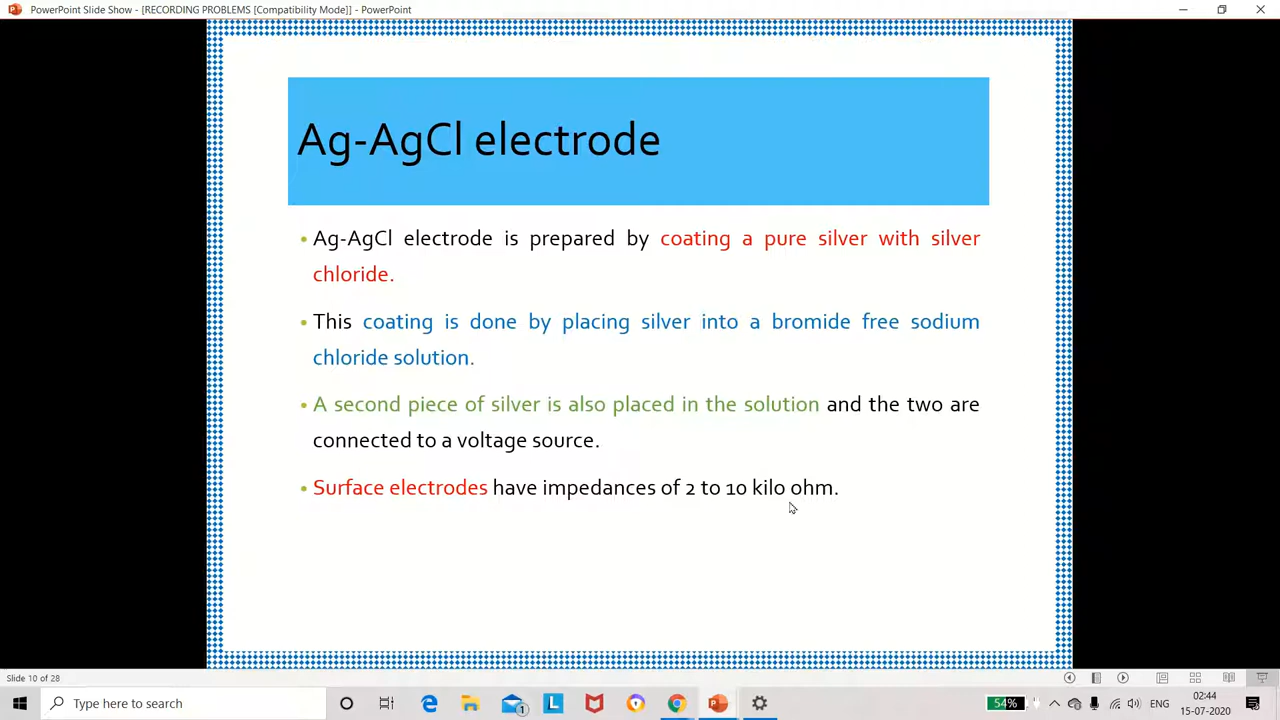 PowerPoint Slide Show - [RECORDING PROBLEMS [Compatibility Mode]] - PowerPoint
Ag-AgCl electrode
• Ag-AgCl electrode is prepared by coating a pure silver with silver
chloride.
• This coating is done by placing silver into a bromide free sodium
chloride solution.
• A second piece of silver is also placed in the solution and the two are
connected to a voltage source.
• Surface electrodes have impedances of 2 to 10 kilo ohm.
Slide 10 of 28
Type here to search
1
L
54%
ENG
02:44
15-07-2020